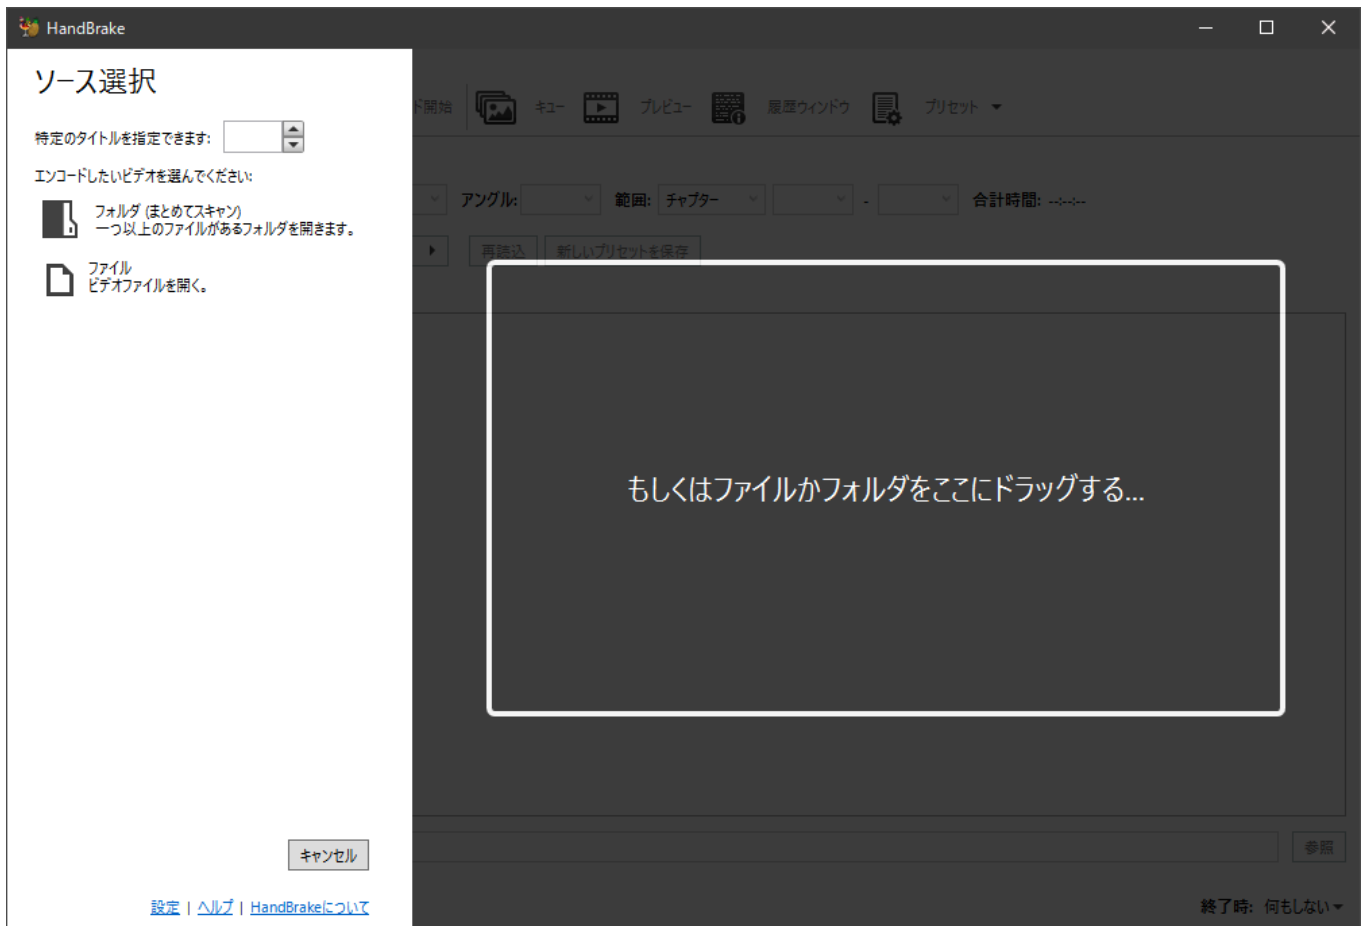 HandBrake
ソース選択
ド開始 キュー プレビュー 履歴ウィンドウ プリセット
特定のタイトルを指定できます:
エンコードしたいビデオを選んでください:
アングル: 範囲: チャプター - 合計時間: --:--:--
フォルダ (まとめてスキャン)
一つ以上のファイルがあるフォルダを開きます。
再読込 新しいプリセットを保存
ファイル
ビデオファイルを開く。
もしくはファイルかフォルダをここにドラッグする...
キャンセル
参照
設定 | ヘルプ | HandBrakeについて
終了時: 何もしない